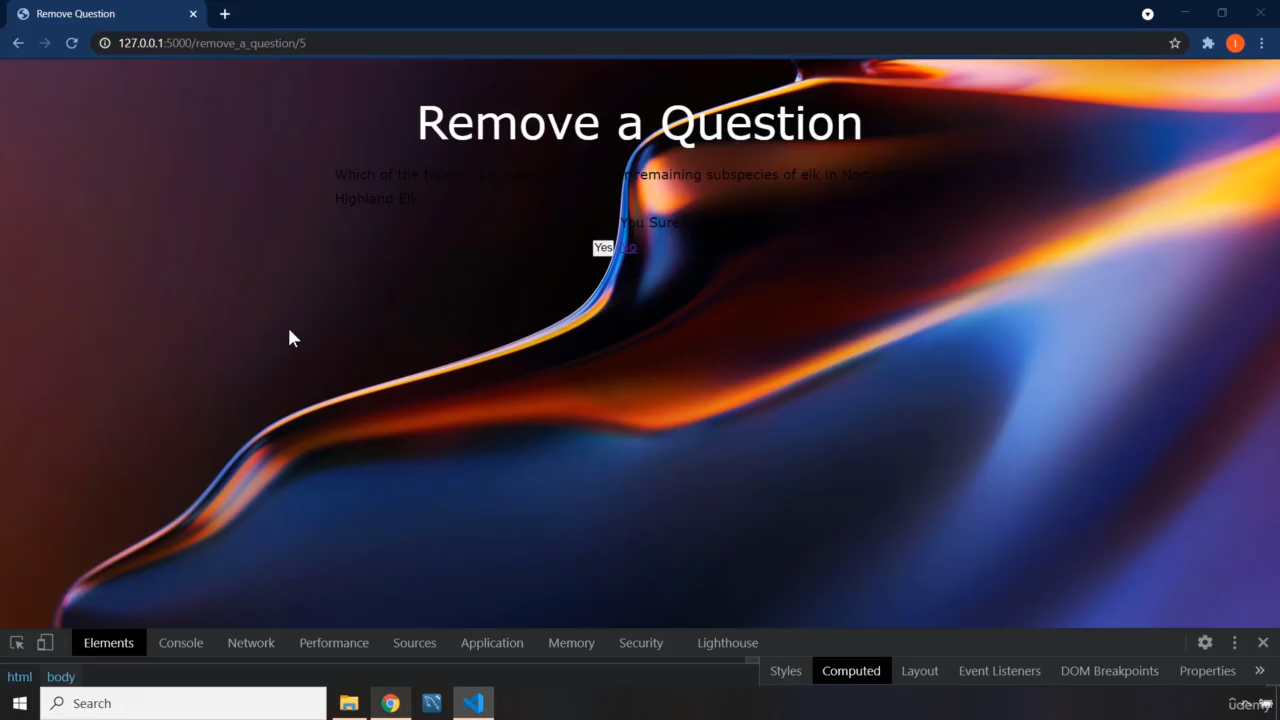 Remove Question
127.0.0.1:5000/remove_a_question/5
Remove a Question
Which of the remaining subspecies of elk in North
Highland Elk
You Sure
Yes No
Elements Console Network Performance Sources Application Memory Security Lighthouse
html body Styles Computed Layout Event Listeners DOM Breakpoints Properties
Search
udemy